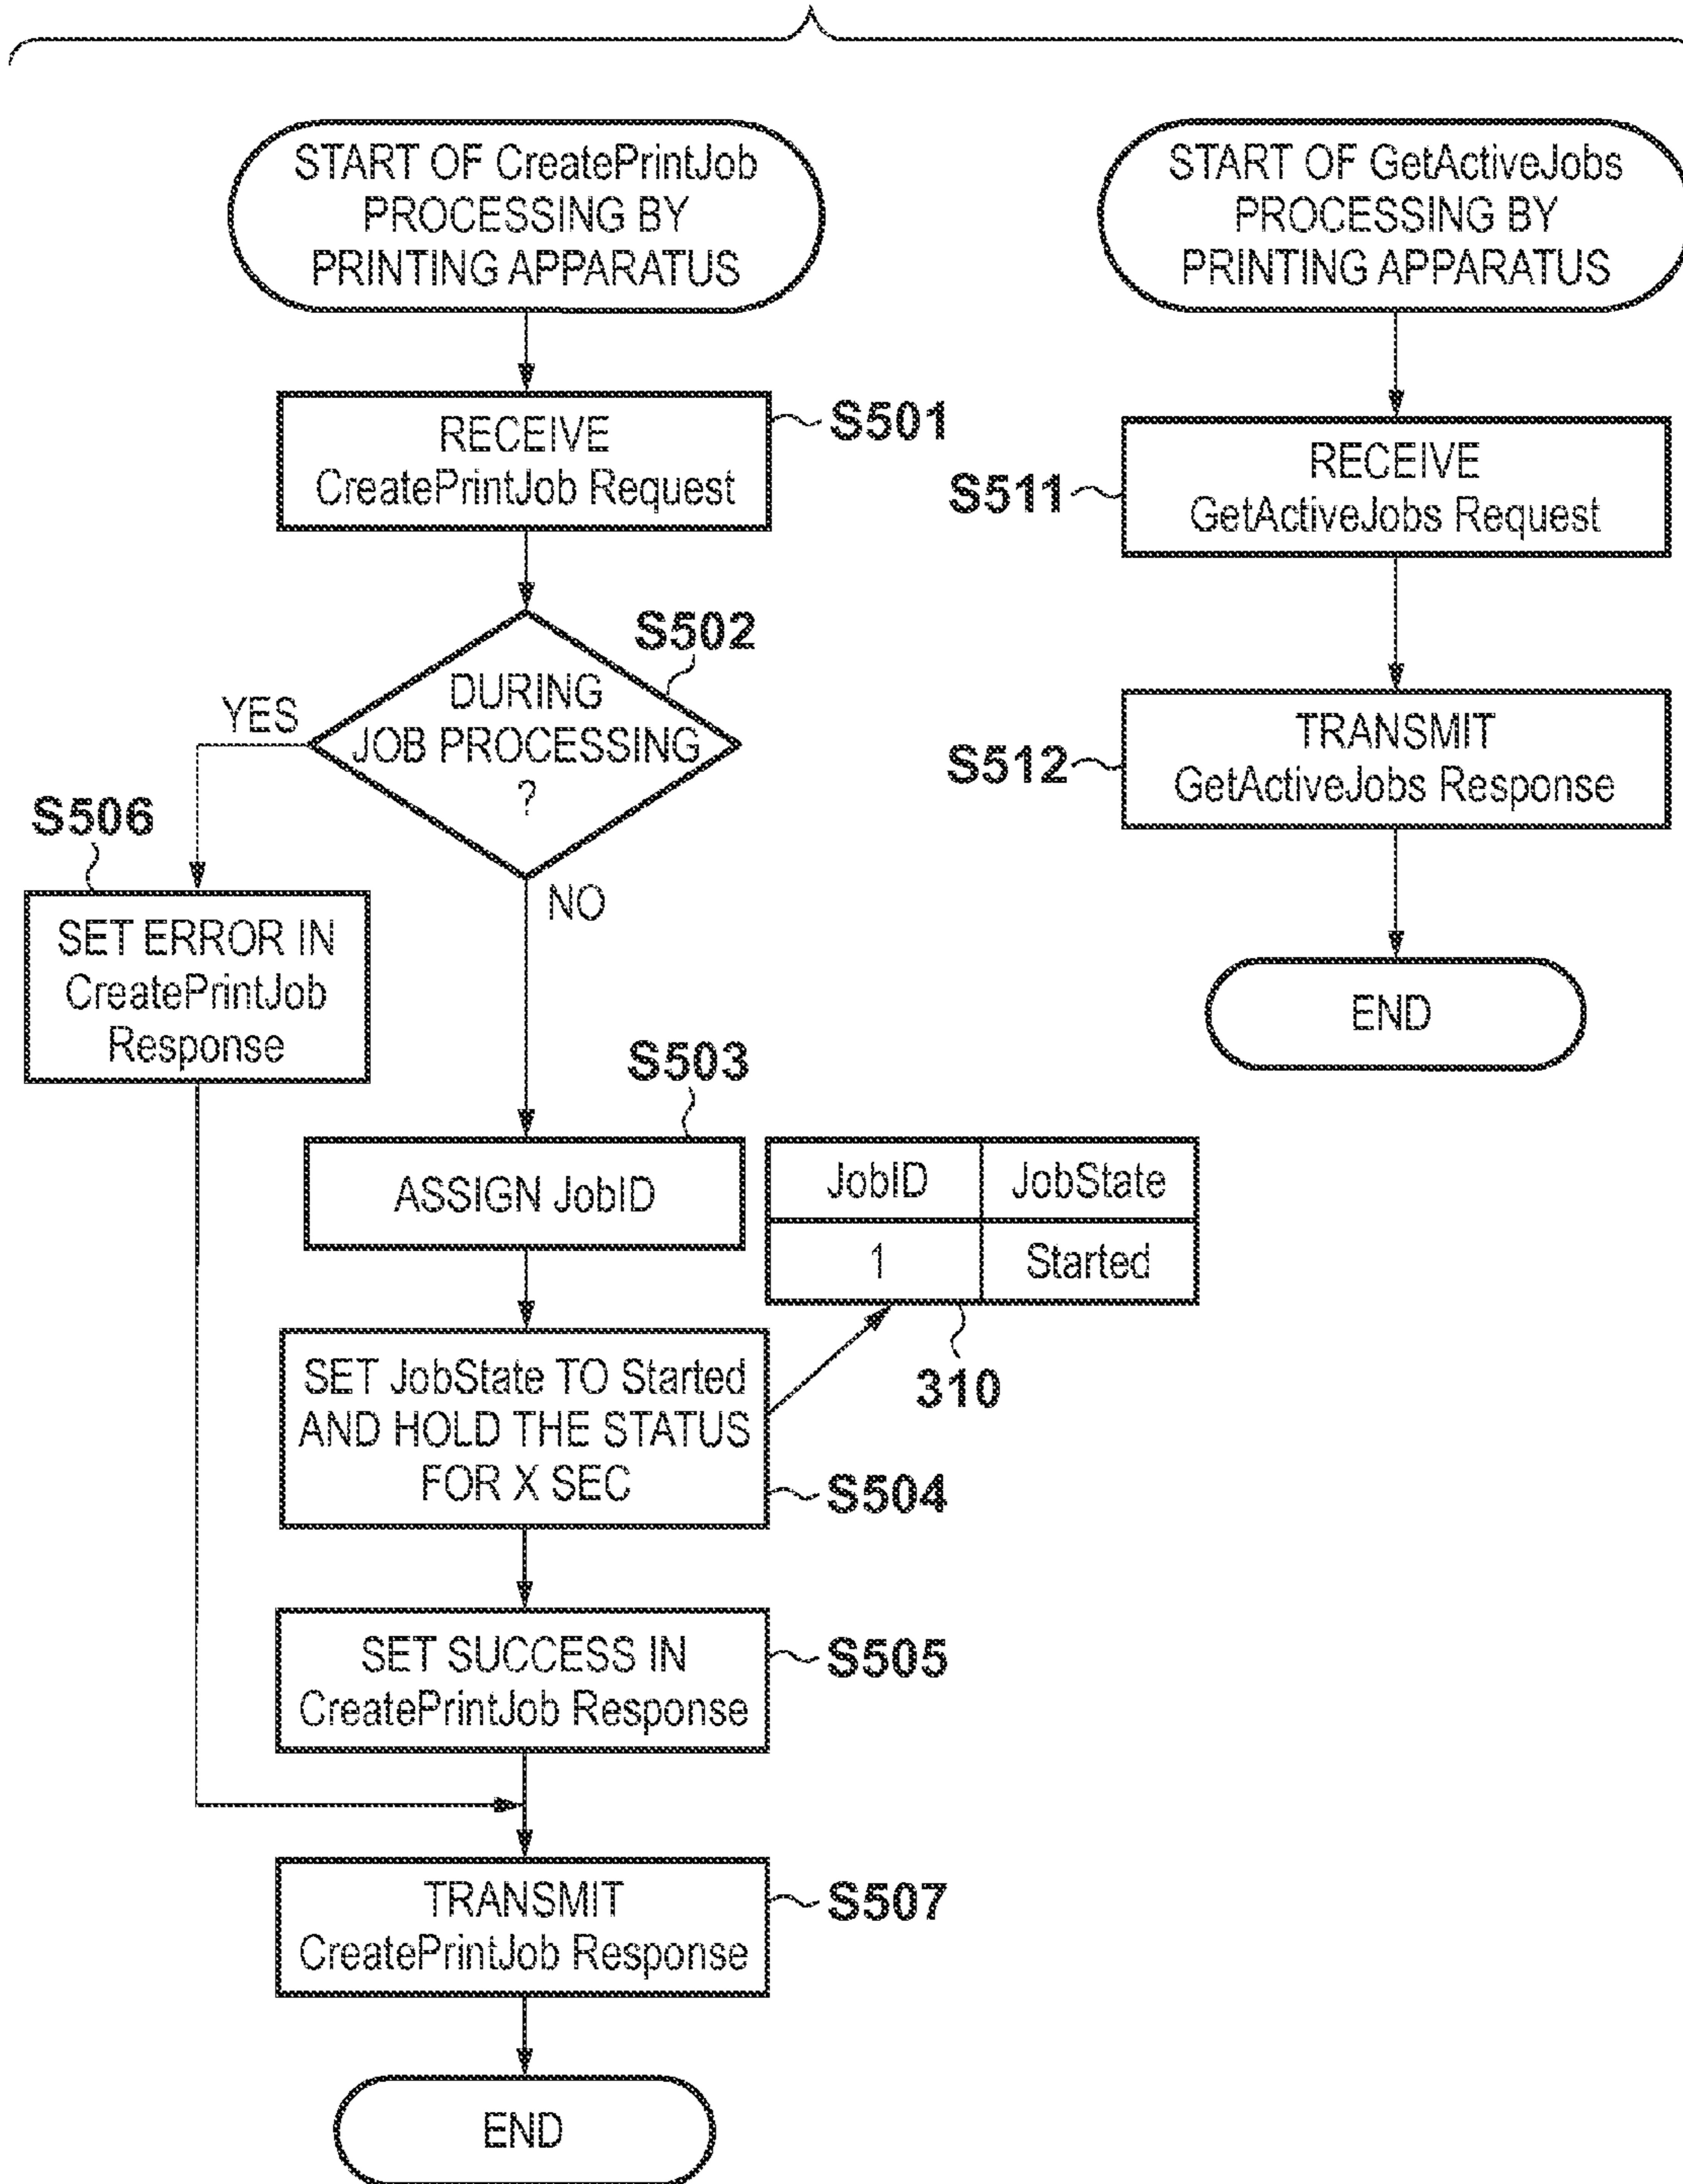 START OF CreatePrintJob
PROCESSING BY
PRINTING APPARATUS
RECEIVE
CreatePrintJob Request
S501
S502
DURING
JOB PROCESSING
?
YES
NO
S506
SET ERROR IN
CreatePrintJob
Response
S503
ASSIGN JobID
JobID JobState
1 Started
310
SET JobState TO Started
AND HOLD THE STATUS
FOR X SEC
S504
SET SUCCESS IN
CreatePrintJob Response
S505
TRANSMIT
CreatePrintJob Response
S507
END
START OF GetActiveJobs
PROCESSING BY
PRINTING APPARATUS
S511
RECEIVE
GetActiveJobs Request
S512
TRANSMIT
GetActiveJobs Response
END